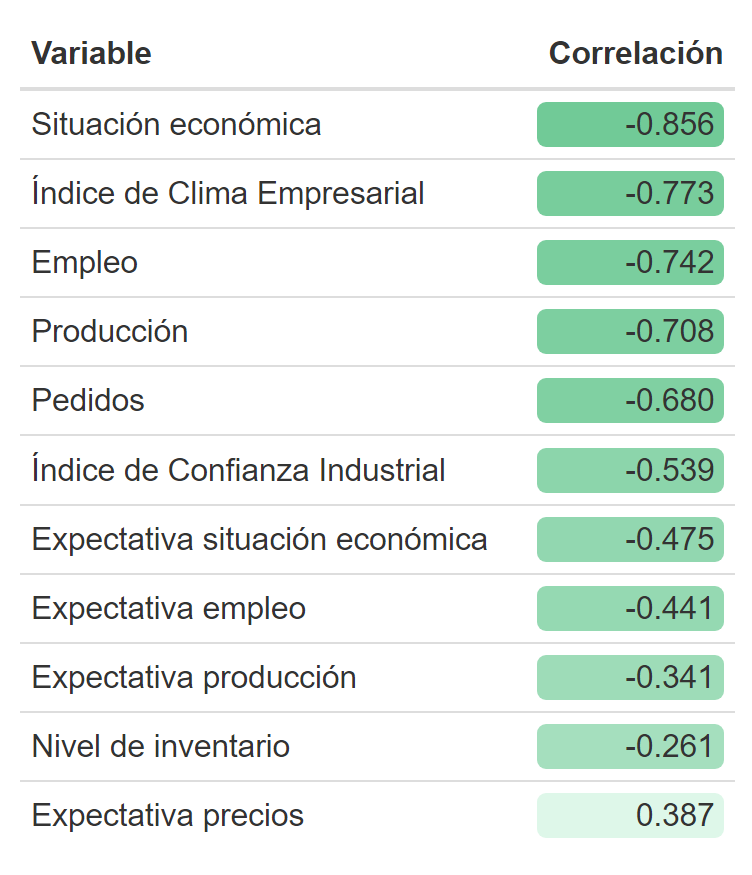 Variable Correlación
Situación económica -0.856
Índice de Clima Empresarial -0.773
Empleo -0.742
Producción -0.708
Pedidos -0.680
Índice de Confianza Industrial -0.539
Expectativa situación económica -0.475
Expectativa empleo -0.441
Expectativa producción -0.341
Nivel de inventario -0.261
Expectativa precios 0.387